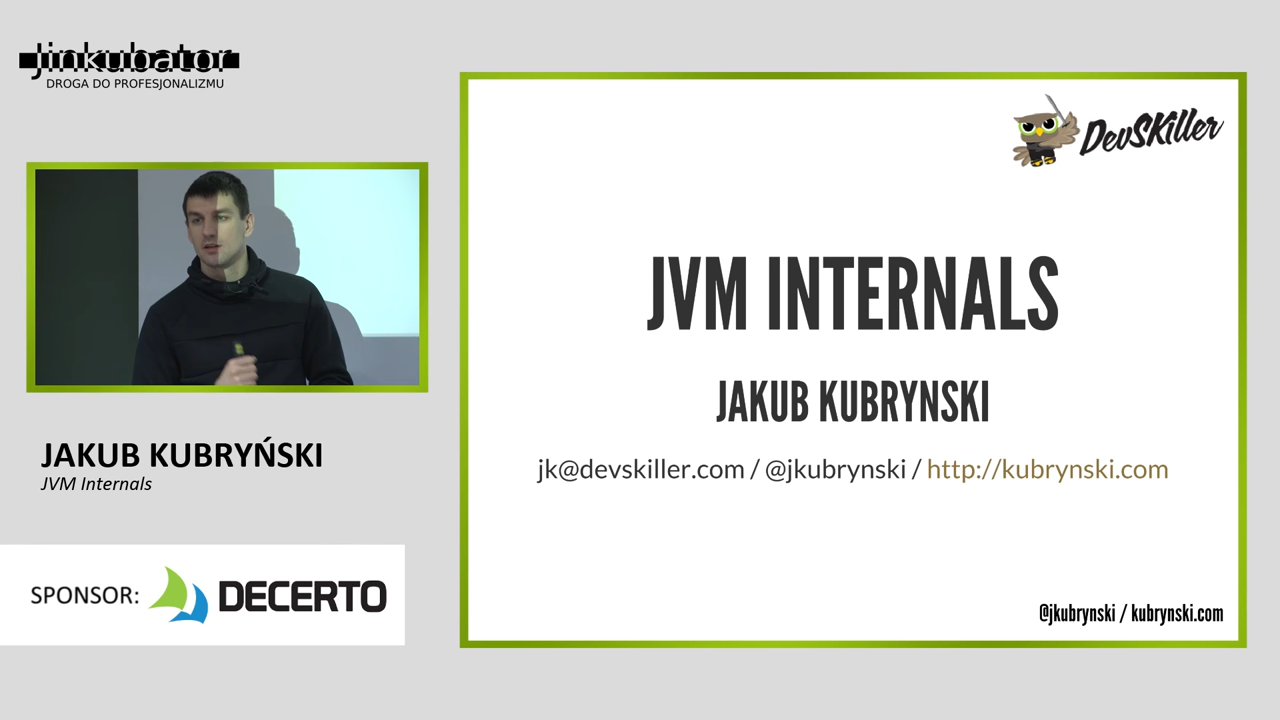 Jinkubator
DROGA DO PROFESJONALIZMU
DevSKiller
JVM INTERNALS
JAKUB KUBRYNSKI
jk@devskiller.com / @jkubrynski / http://kubrynski.com
@jkubrynski / kubrynski.com
JAKUB KUBRYŃSKI
JVM Internals
SPONSOR: DECERTO